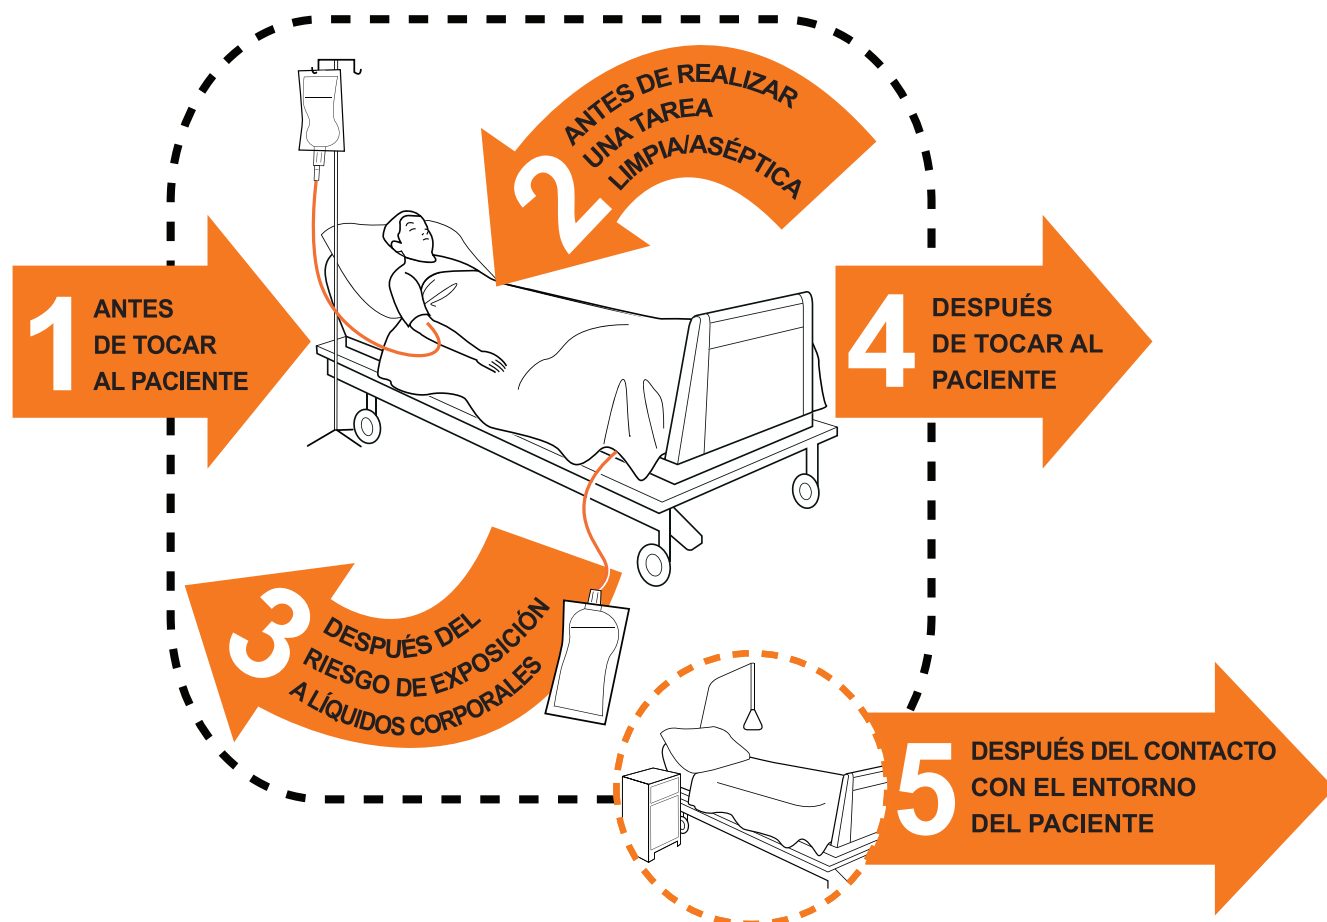 1
ANTES
DE TOCAR
AL PACIENTE
2
ANTES DE REALIZAR
UNA TAREA
LIMPIA/ASÉPTICA
3
DESPUÉS DEL
RIESGO DE EXPOSICIÓN
A LÍQUIDOS CORPORALES
4
DESPUÉS
DE TOCAR AL
PACIENTE
5
DESPUÉS DEL CONTACTO
CON EL ENTORNO
DEL PACIENTE